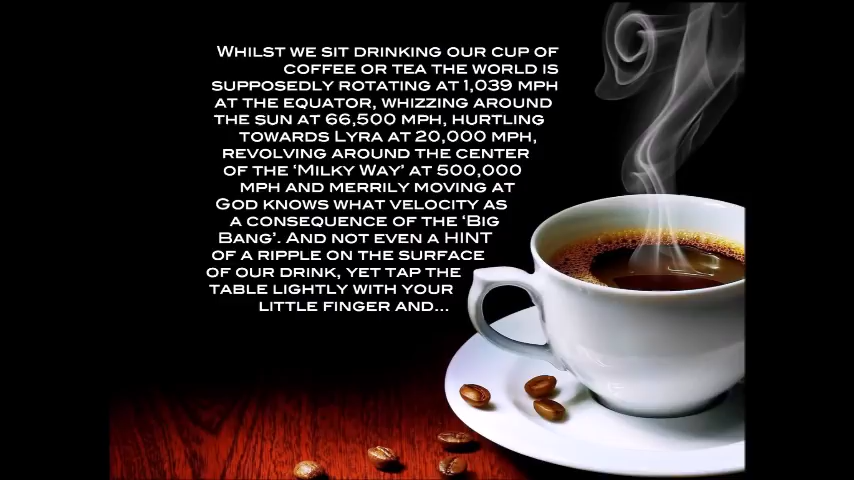 Whilst we sit drinking our cup of
coffee or tea the world is
supposedly rotating at 1,039 mph
at the equator, whizzing around
the sun at 66,500 mph, hurtling
towards Lyra at 20,000 mph,
revolving around the center
of the ‘Milky Way’ at 500,000
mph and merrily moving at
God knows what velocity as
a consequence of the ‘Big
Bang’. And not even a hint
of a ripple on the surface
of our drink, yet tap the
table lightly with your
little finger and...